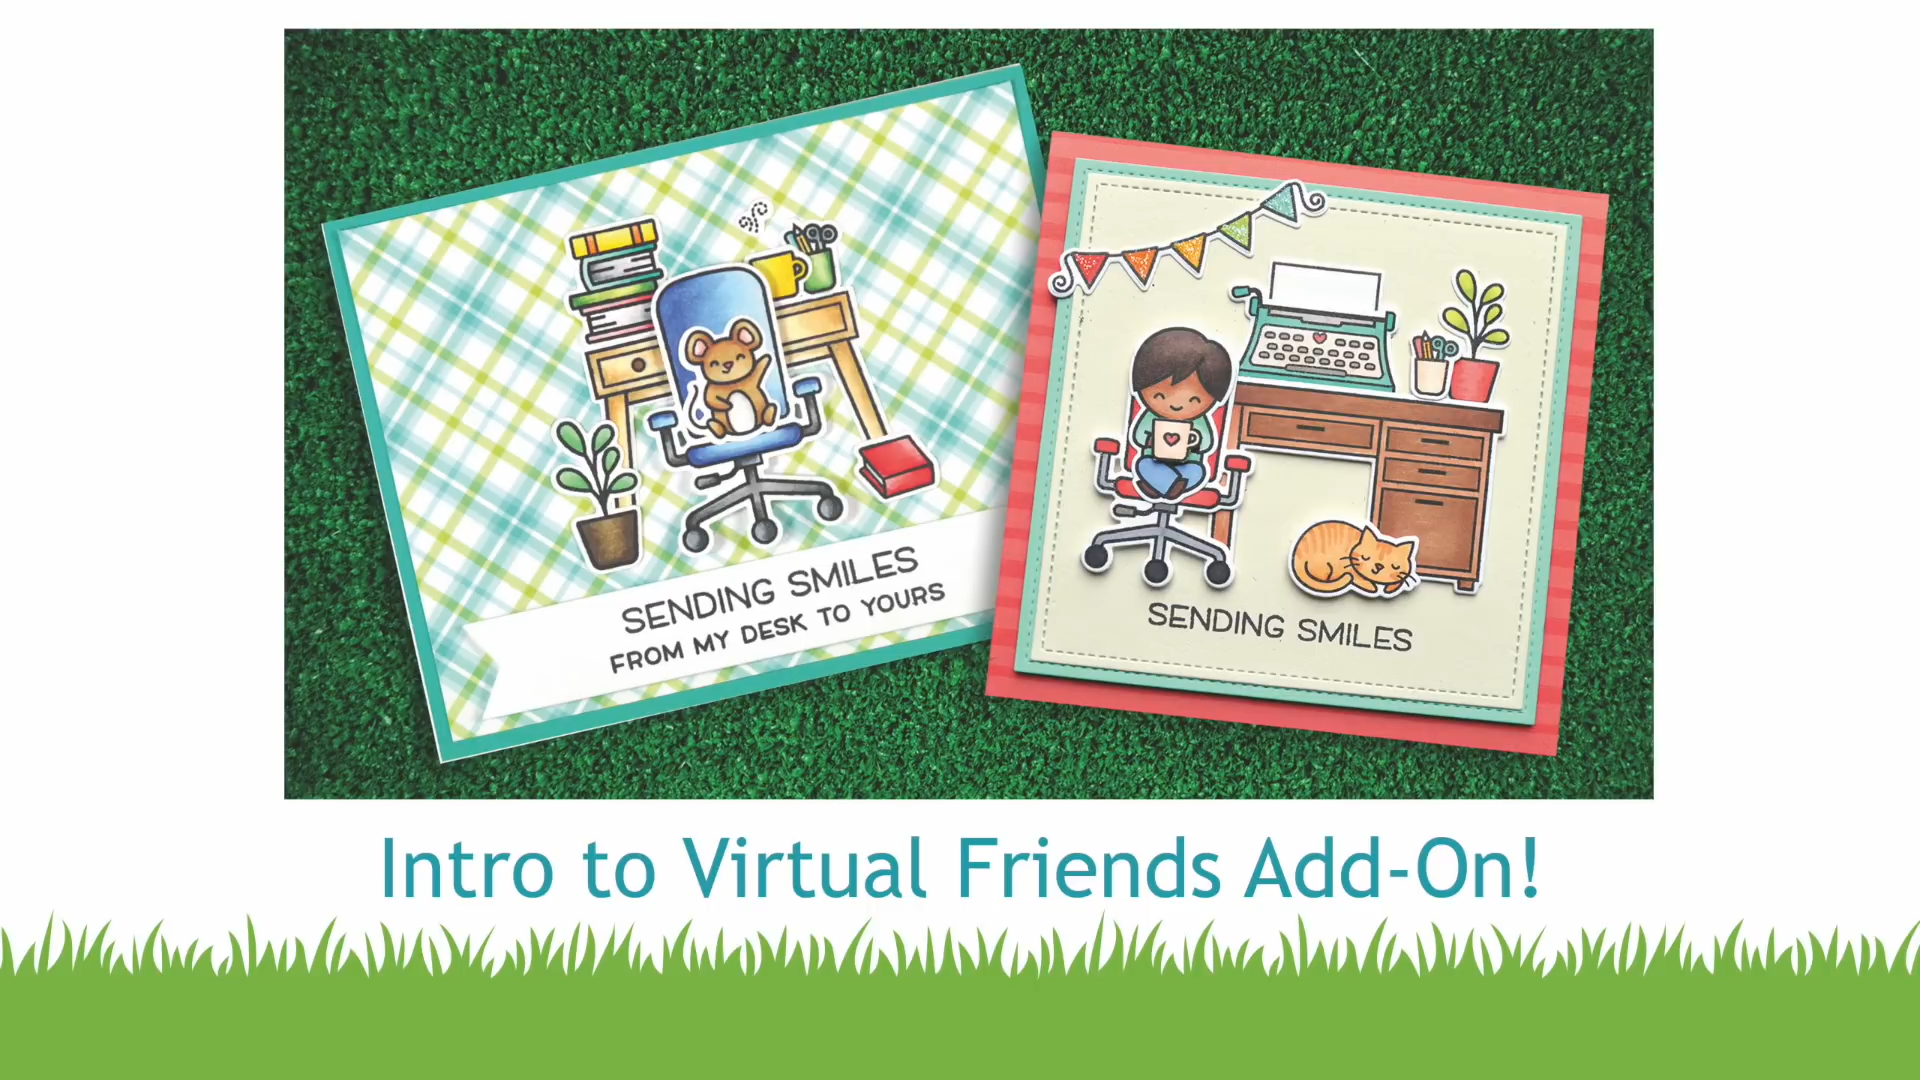 SENDING SMILES
FROM MY DESK TO YOURS
SENDING SMILES
Intro to Virtual Friends Add-On!